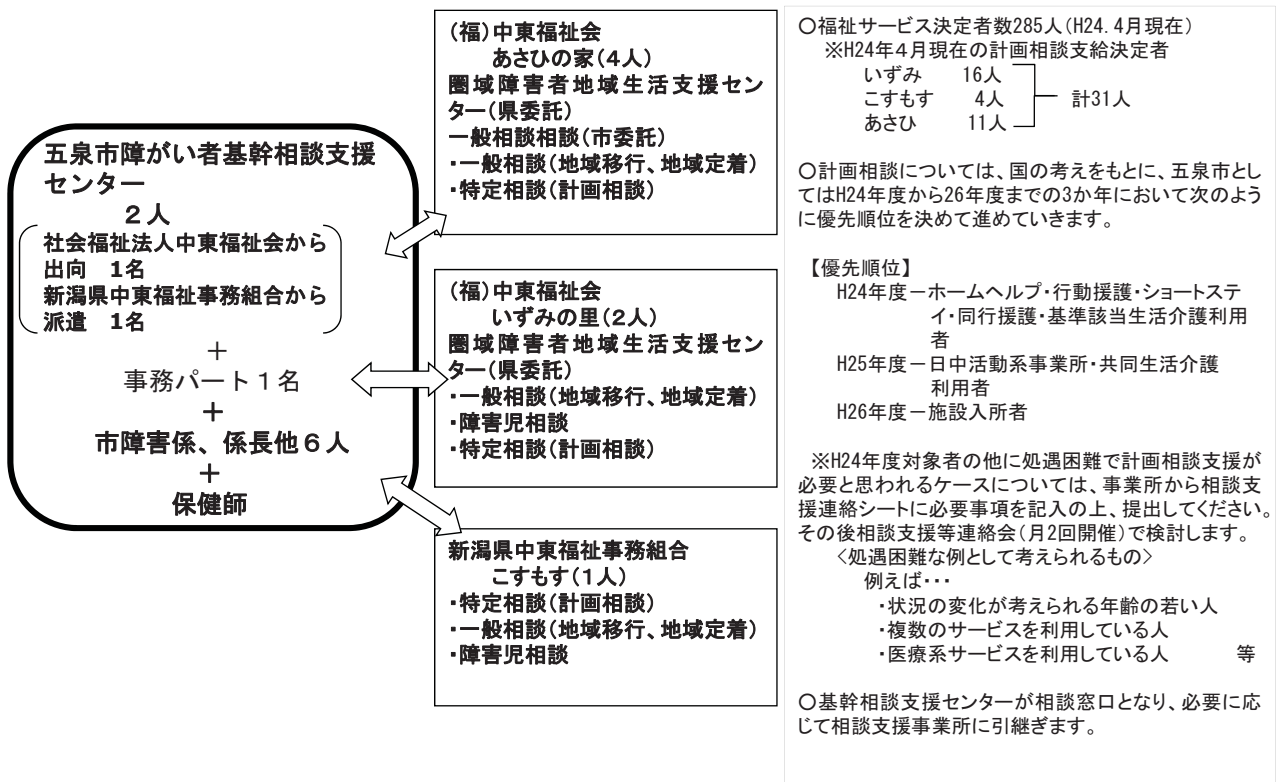 五泉市障がい者基幹相談支援
センター
２人
社会福祉法人中東福祉会から
出向　1名
新潟県中東福祉事務組合から
派遣　1名
＋
事務パート１名
＋
市障害係、係長他６人
＋
保健師
（福）中東福祉会
あさひの家（４人）
圏域障害者地域生活支援セン
ター（県委託）
一般相談相談（市委託）
・一般相談（地域移行、地域定着）
・特定相談（計画相談）
（福）中東福祉会
いずみの里（２人）
圏域障害者地域生活支援セン
ター（県委託）
・一般相談（地域移行、地域定着）
・障害児相談
・特定相談（計画相談）
新潟県中東福祉事務組合
こすもす（１人）
・特定相談（計画相談）
・一般相談（地域移行、地域定着）
・障害児相談
○福祉サービス決定者数285人（H24.4月現在）
※H24年４月現在の計画相談支給決定者
いずみ　16人
こすもす　4人　計31人
あさひ　11人
○計画相談については、国の考えをもとに、五泉市とし
てはH24年度から26年度までの3か年において次のよう
に優先順位を決めて進めていきます。
【優先順位】
H24年度－ホームヘルプ・行動援護・ショートステ
イ・同行援護・基準該当生活介護利用
者
H25年度－日中活動系事業所・共同生活介護
利用者
H26年度－施設入所者
※H24年度対象者の他に処遇困難で計画相談支援が
必要と思われるケースについては、事業所から相談支
援連絡シートに必要事項を記入の上、提出してください。
その後相談支援等連絡会（月2回開催）で検討します。
＜処遇困難な例として考えられるもの＞
例えば・・・
・状況の変化が考えられる年齢の若い人
・複数のサービスを利用している人
・医療系サービスを利用している人　等
○基幹相談支援センターが相談窓口となり、必要に応
じて相談支援事業所に引継ぎます。